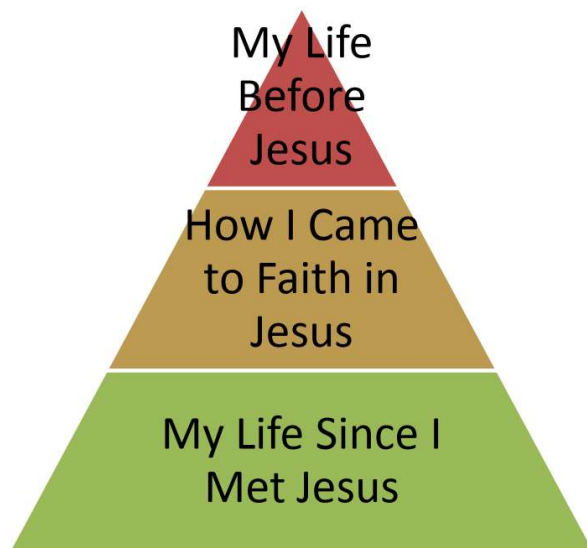 My Life
Before
Jesus
How I Came
to Faith in
Jesus
My Life Since I
Met Jesus